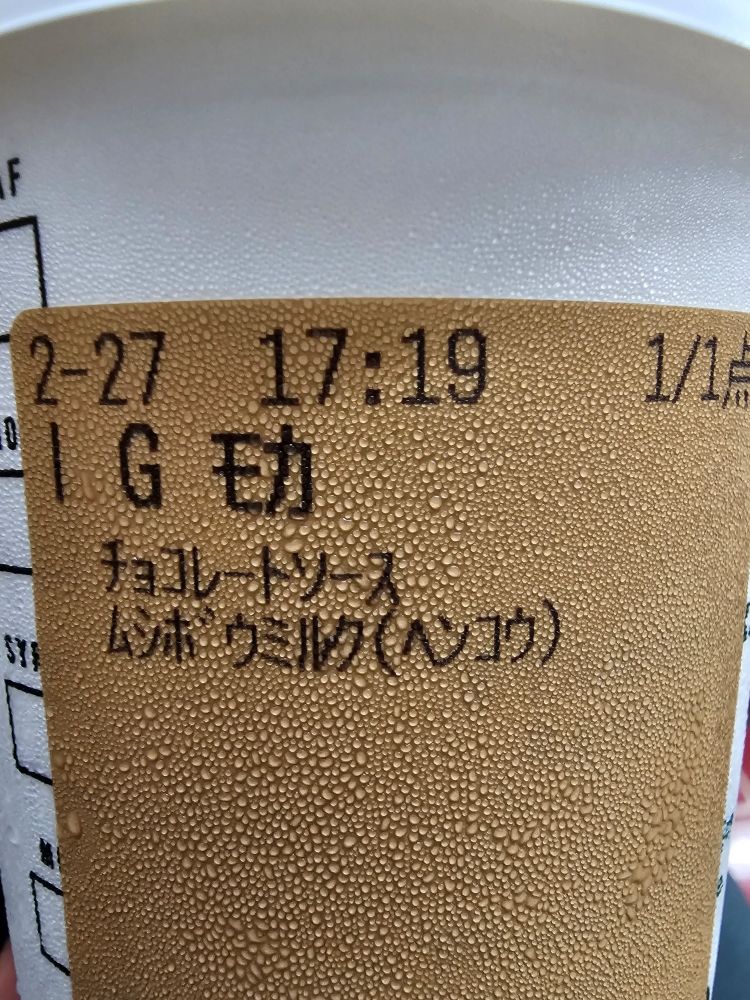 2-27 17:19 1/1点
I G モカ
チョコレートソース
ムシボウミルク(ヘンコウ)